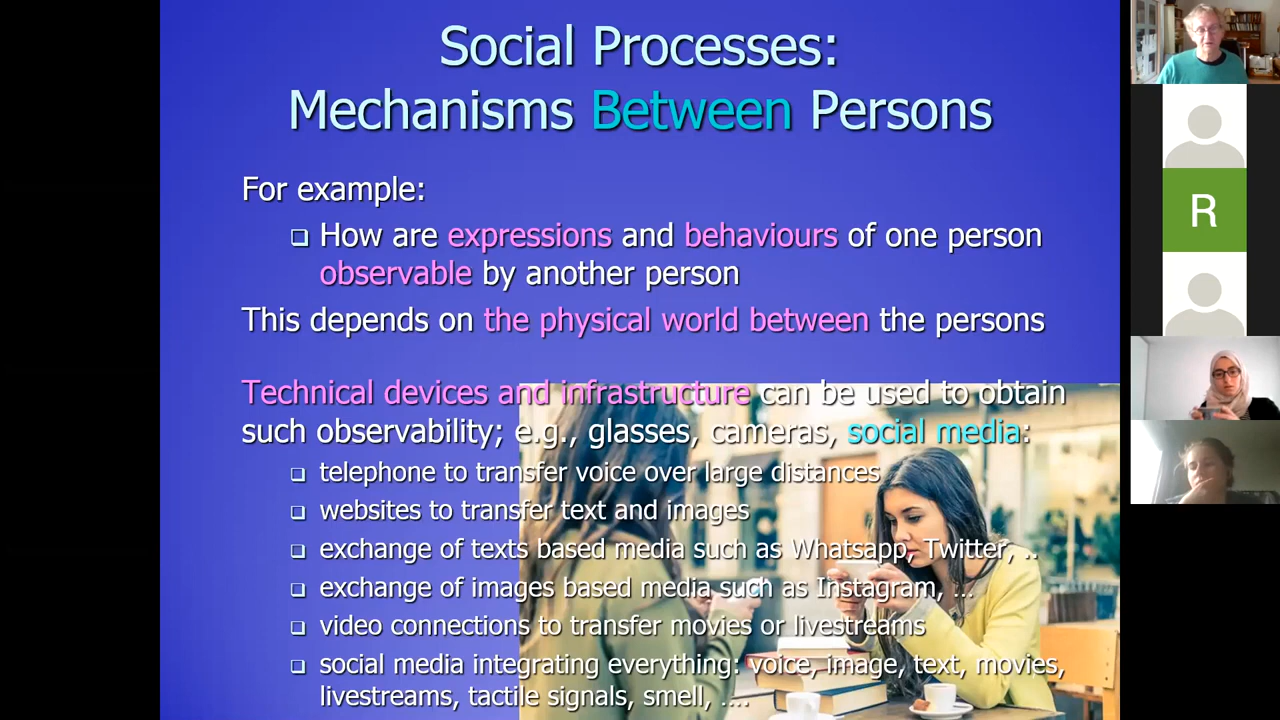 Social Processes:
Mechanisms Between Persons
For example:
How are expressions and behaviours of one person
observable by another person
This depends on the physical world between the persons
Technical devices and infrastructure can be used to obtain
such observability; e.g., glasses, cameras, social media:
telephone to transfer voice over large distances
websites to transfer text and images
exchange of texts based media such as Whatsapp, Twitter, ..
exchange of images based media such as Instagram, ...
video connections to transfer movies or livestreams
social media integrating everything: voice, image, text, movies,
livestreams, tactile signals, smell, ....
R